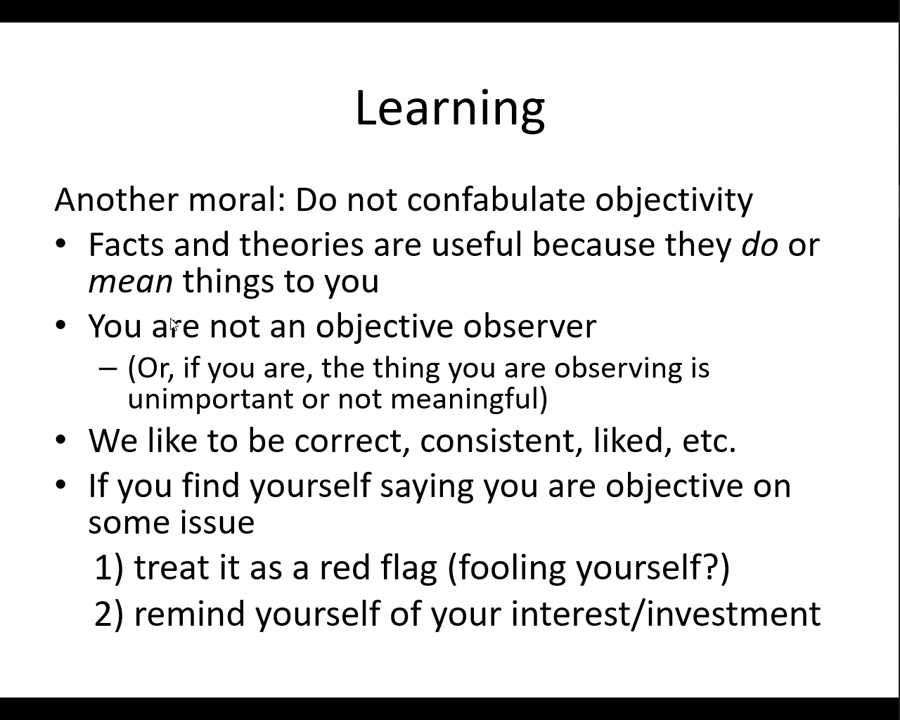 Learning
Another moral: Do not confabulate objectivity
• Facts and theories are useful because they do or
mean things to you
• You are not an objective observer
– (Or, if you are, the thing you are observing is
unimportant or not meaningful)
• We like to be correct, consistent, liked, etc.
• If you find yourself saying you are objective on
some issue
1) treat it as a red flag (fooling yourself?)
2) remind yourself of your interest/investment